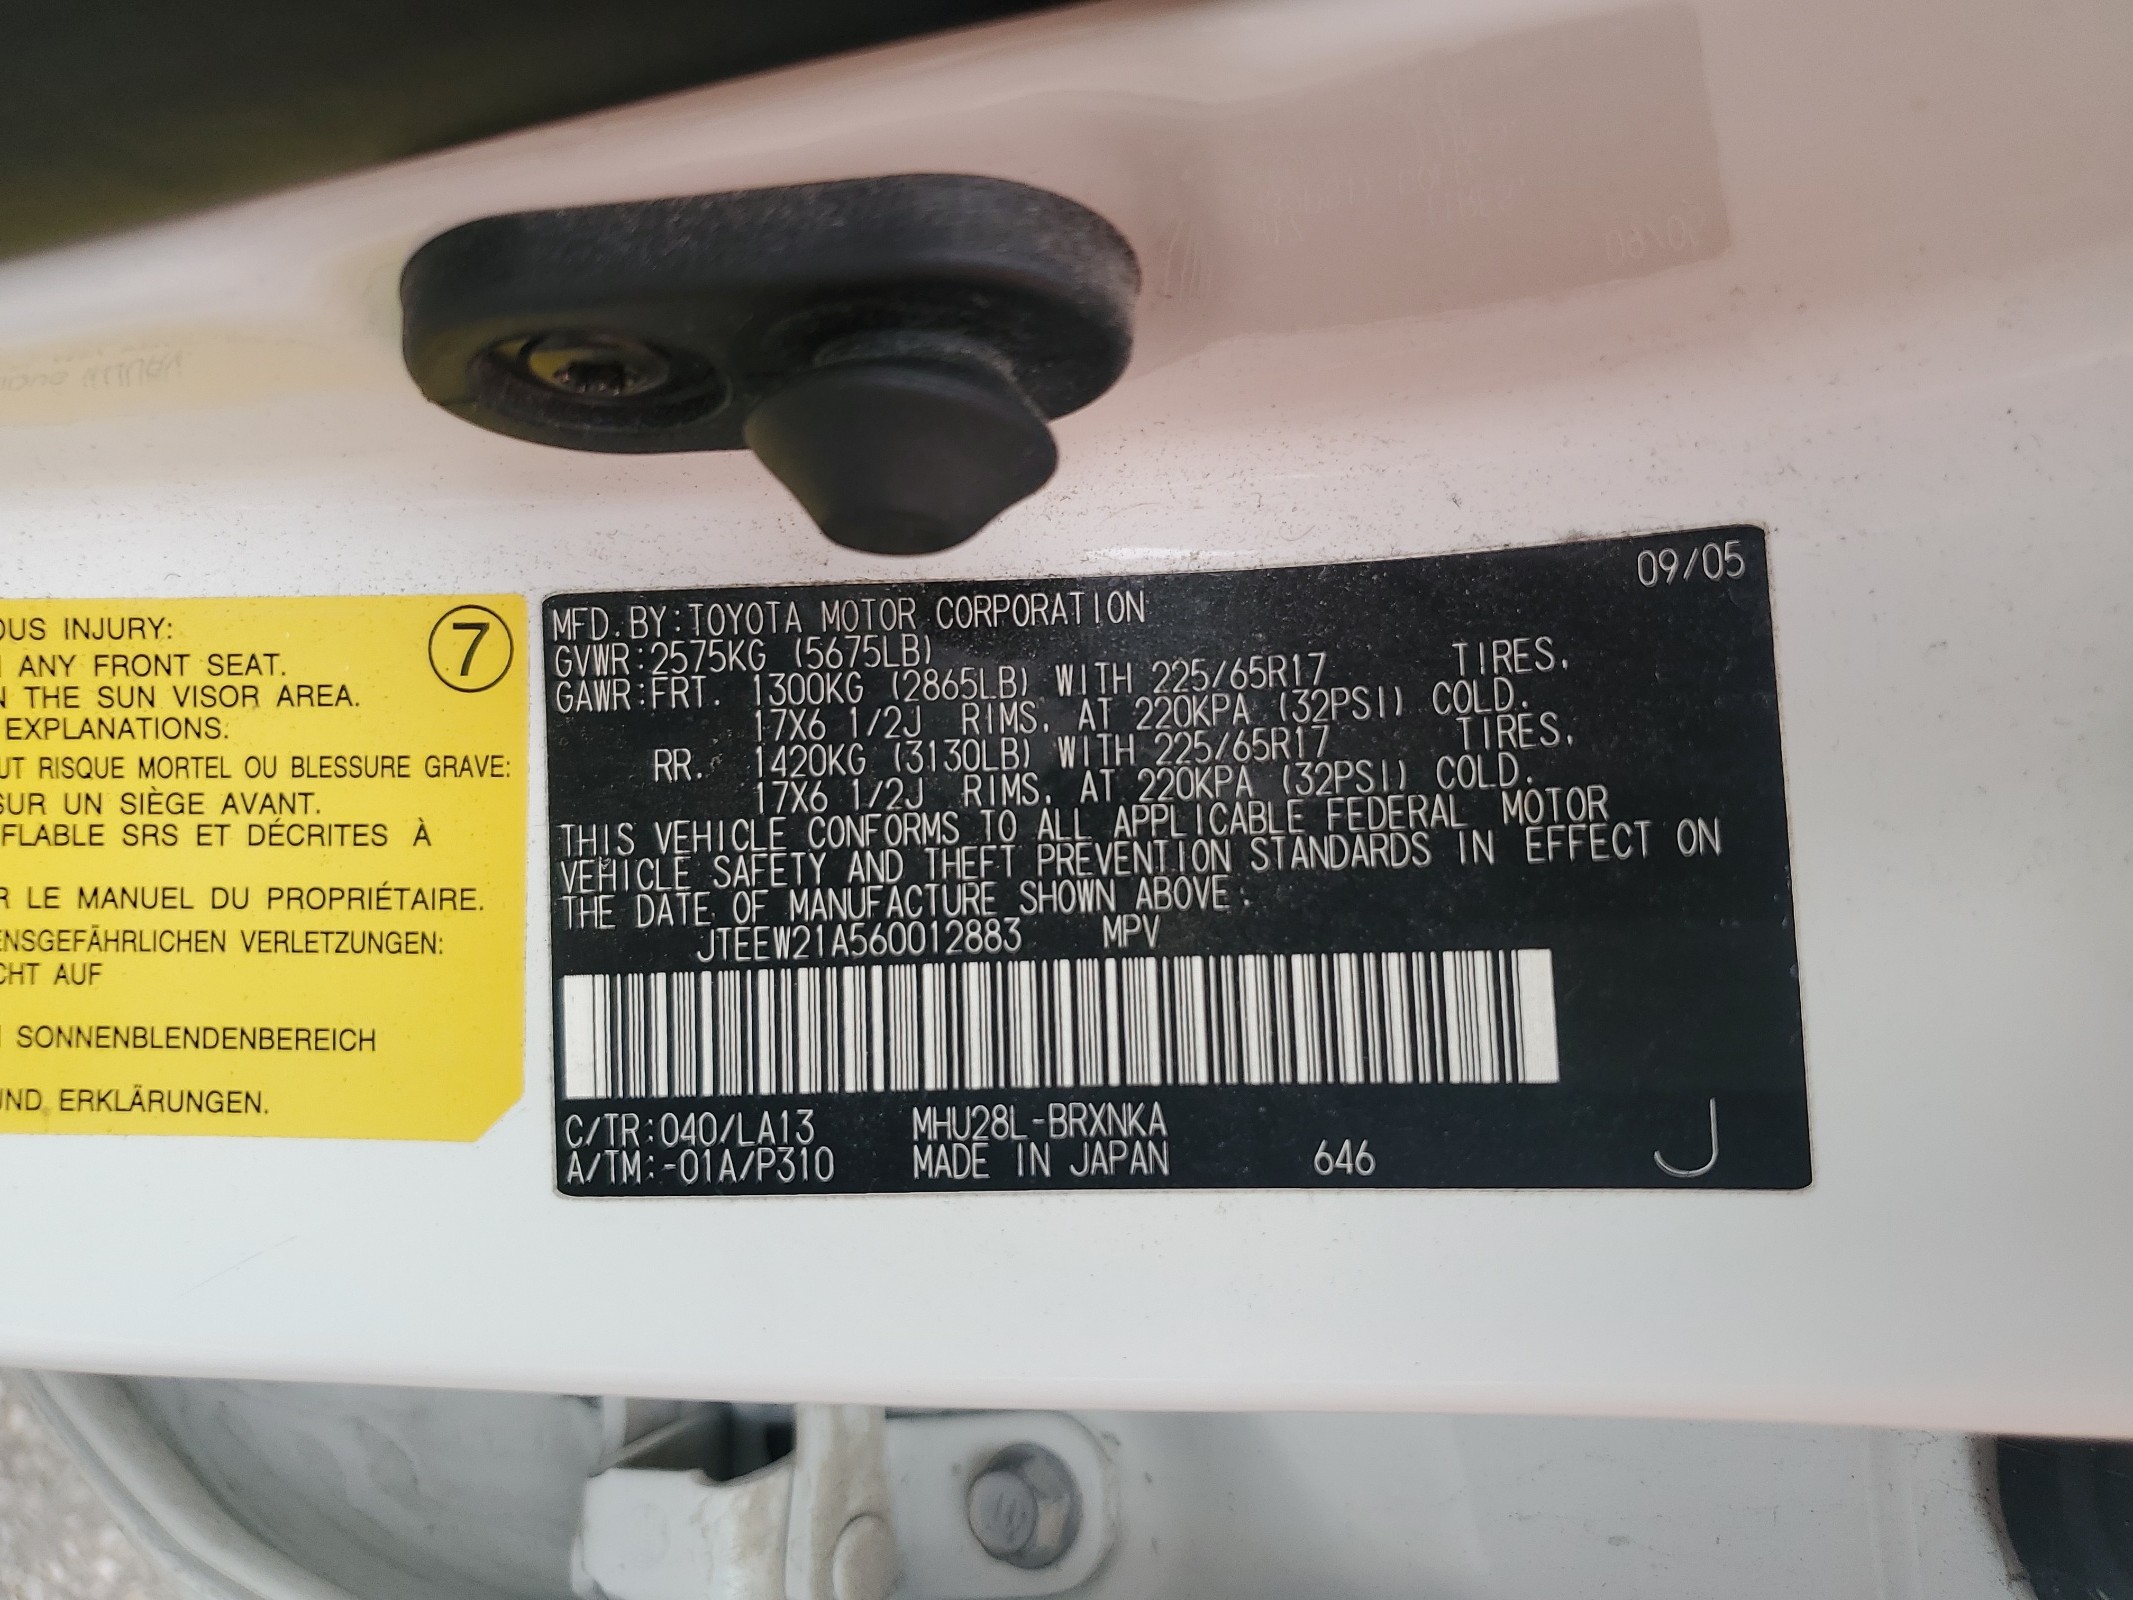 OUS INJURY:
7
ANY FRONT SEAT.
THE SUN VISOR AREA.
EXPLANATIONS:
UT RISQUE MORTEL OU BLESSURE GRAVE:
SUR UN SIÈGE AVANT.
FLABLE SRS ET DÉCRITES À
R LE MANUEL DU PROPRIÉTAIRE.
ENSGEFÄHRLICHEN VERLETZUNGEN:
CHT AUF
SONNENBLENDENBEREICH
UND ERKLÄRUNGEN.
09/05
MFD. BY: TOYOTA MOTOR CORPORATION
GVWR: 2575KG (5675LB)
GAWR: FRT. 1300KG (2865LB) WITH 225/65R17 TIRES,
17X6 1/2J RIMS, AT 220KPA (32PSI) COLD.
RR. 1420KG (3130LB) WITH 225/65R17 TIRES,
17X6 1/2J RIMS, AT 220KPA (32PSI) COLD.
THIS VEHICLE CONFORMS TO ALL APPLICABLE FEDERAL MOTOR
VEHICLE SAFETY AND THEFT PREVENTION STANDARDS IN EFFECT ON
THE DATE OF MANUFACTURE SHOWN ABOVE.
JTEEW21A560012883 MPV
C/TR: 040/LA13 MHU28L-BRXNKA
A/TM: -01A/P310 MADE IN JAPAN 646 J